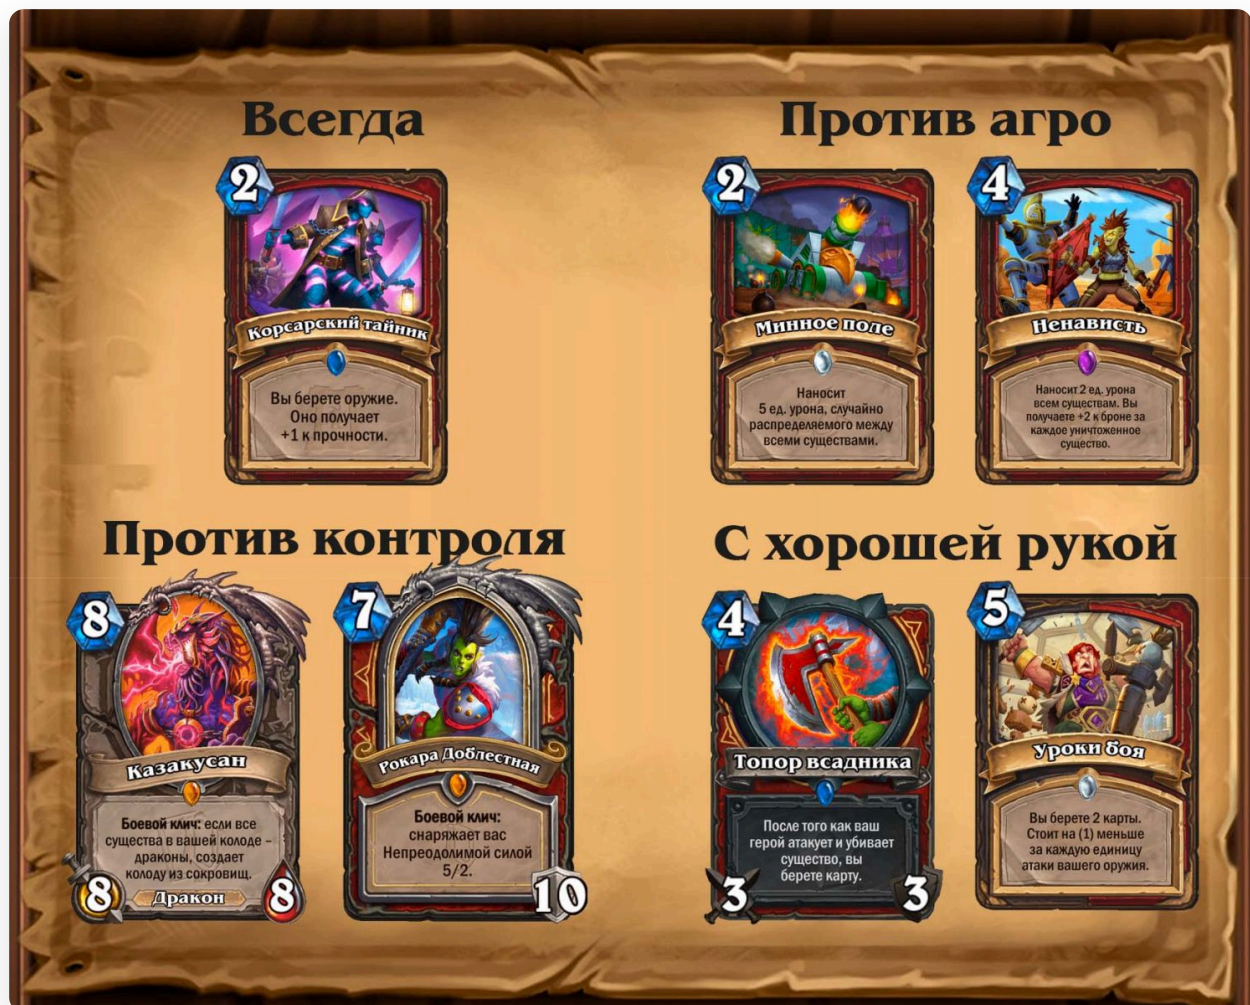 Всегда
2
Корсарский тайник
Вы берете оружие.
Оно получает
+1 к прочности.
Против агро
2
Минное поле
Наносит
5 ед. урона, случайно
распределяемого между
всеми существами.
4
Ненависть
Наносит 2 ед. урона
всем существам. Вы
получаете +2 к броне за
каждое уничтоженное
существо.
Против контроля
8
Казакусан
Боевой клич: если все
существа в вашей колоде –
драконы, создает
колоду из сокровищ.
8
Дракон
8
7
Рокара Доблестная
Боевой клич:
снаряжает вас
Непреодолимой силой
5/2.
10
С хорошей рукой
4
Топор всадника
После того как ваш
герой атакует и убивает
существо, вы
берете карту.
3
3
5
Уроки боя
Вы берете 2 карты.
Стоит на (1) меньше
за каждую единицу
атаки вашего оружия.